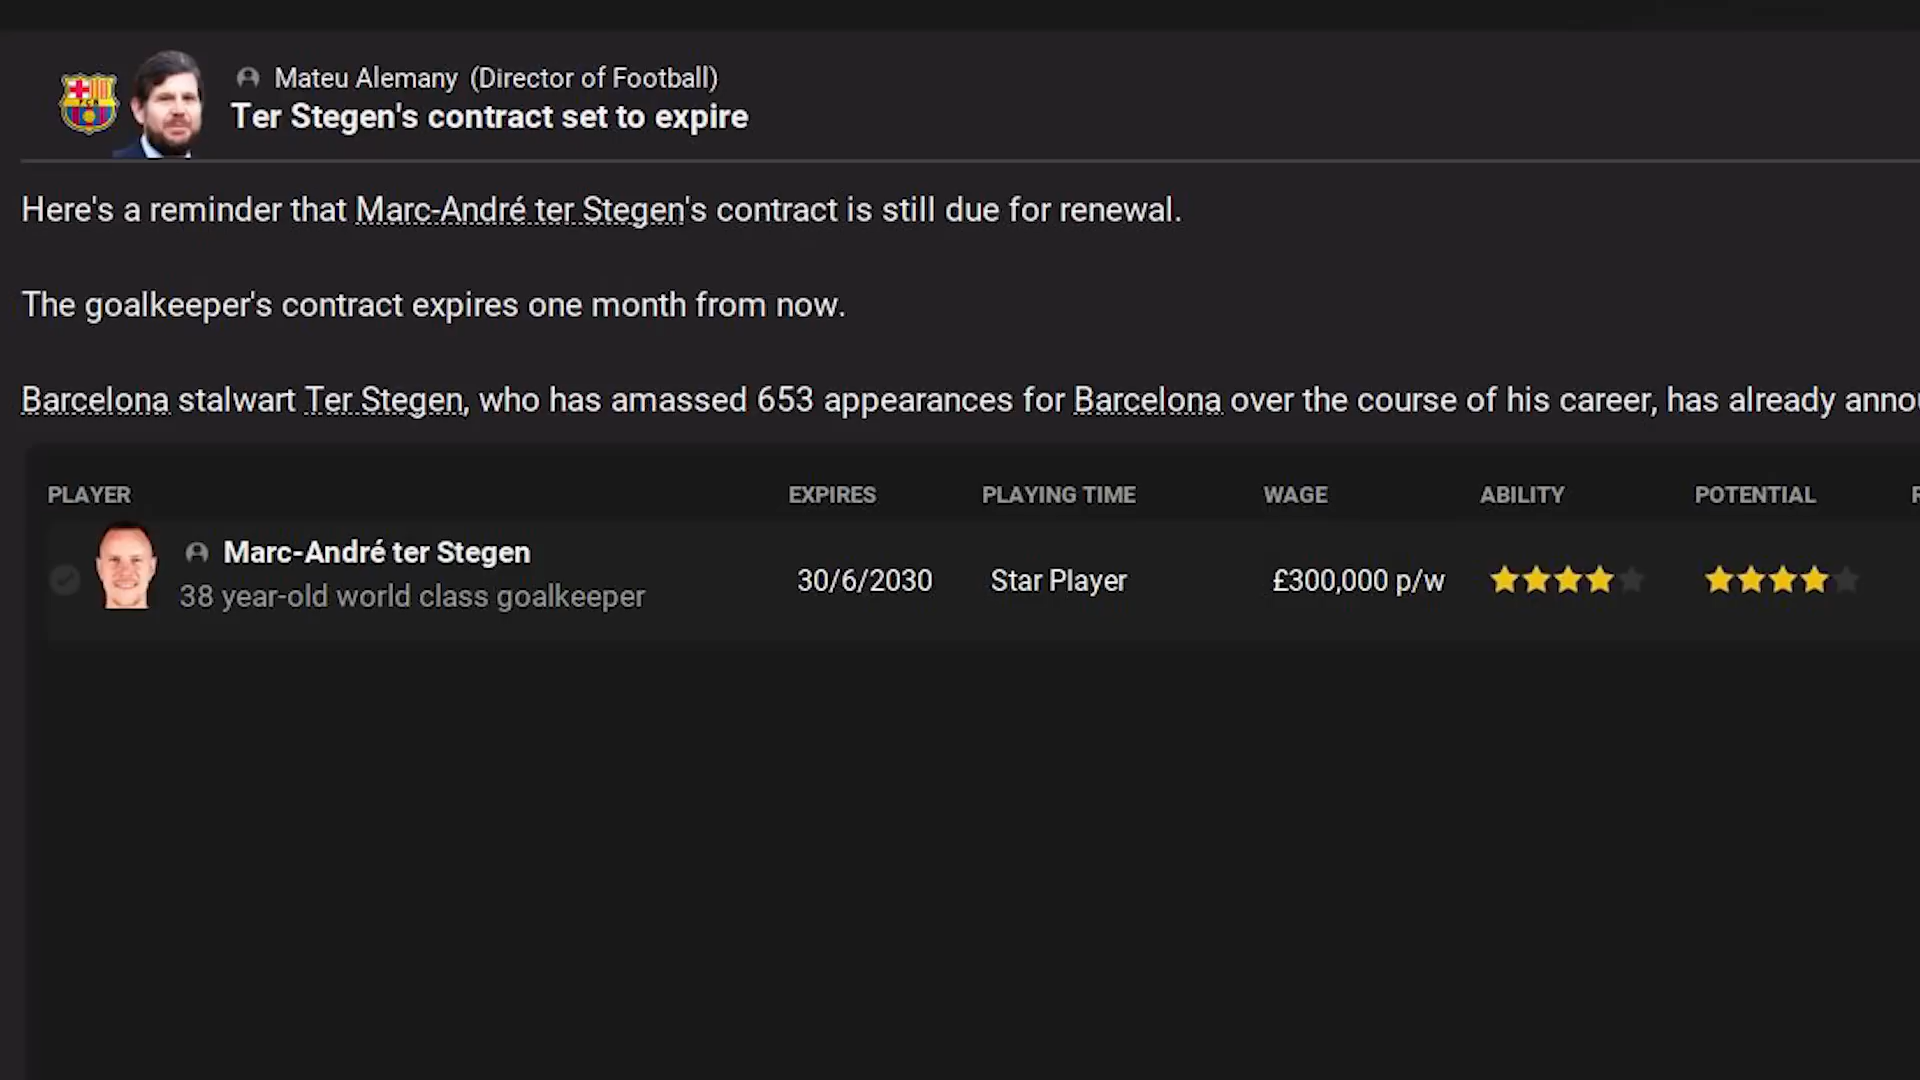 Mateu Alemany (Director of Football)
Ter Stegen's contract set to expire
Here's a reminder that Marc-André ter Stegen's contract is still due for renewal.
The goalkeeper's contract expires one month from now.
Barcelona stalwart Ter Stegen, who has amassed 653 appearances for Barcelona over the course of his career, has already
PLAYER EXPIRES PLAYING TIME WAGE ABILITY POTENTIAL
Marc-André ter Stegen
38 year-old world class goalkeeper
30/6/2030 Star Player £300,000 p/w